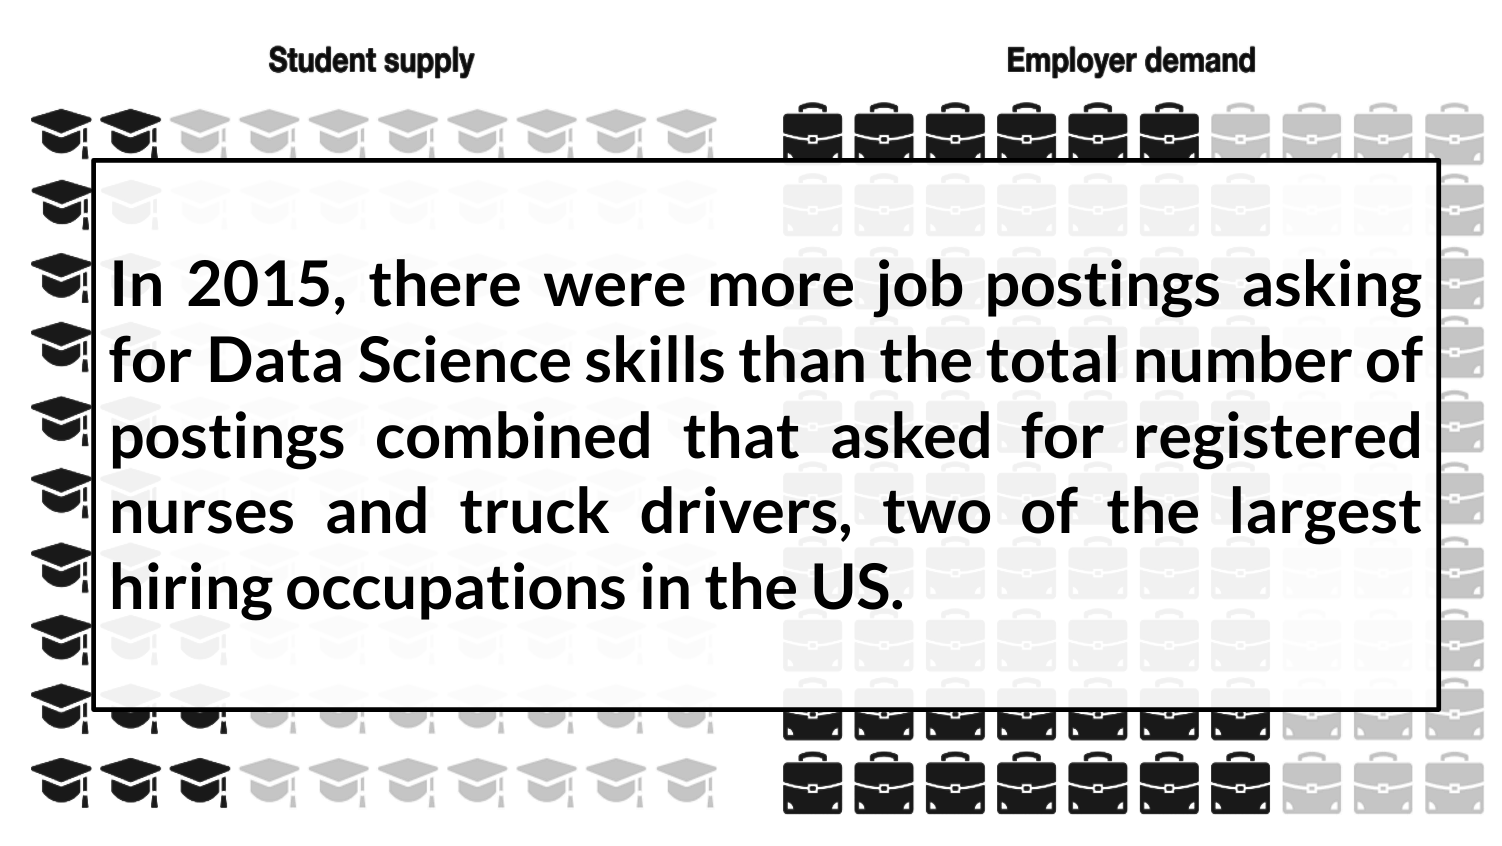 Student supply
Employer demand
In 2015, there were more job postings asking
for Data Science skills than the total number of
postings combined that asked for registered
nurses and truck drivers, two of the largest
hiring occupations in the US.